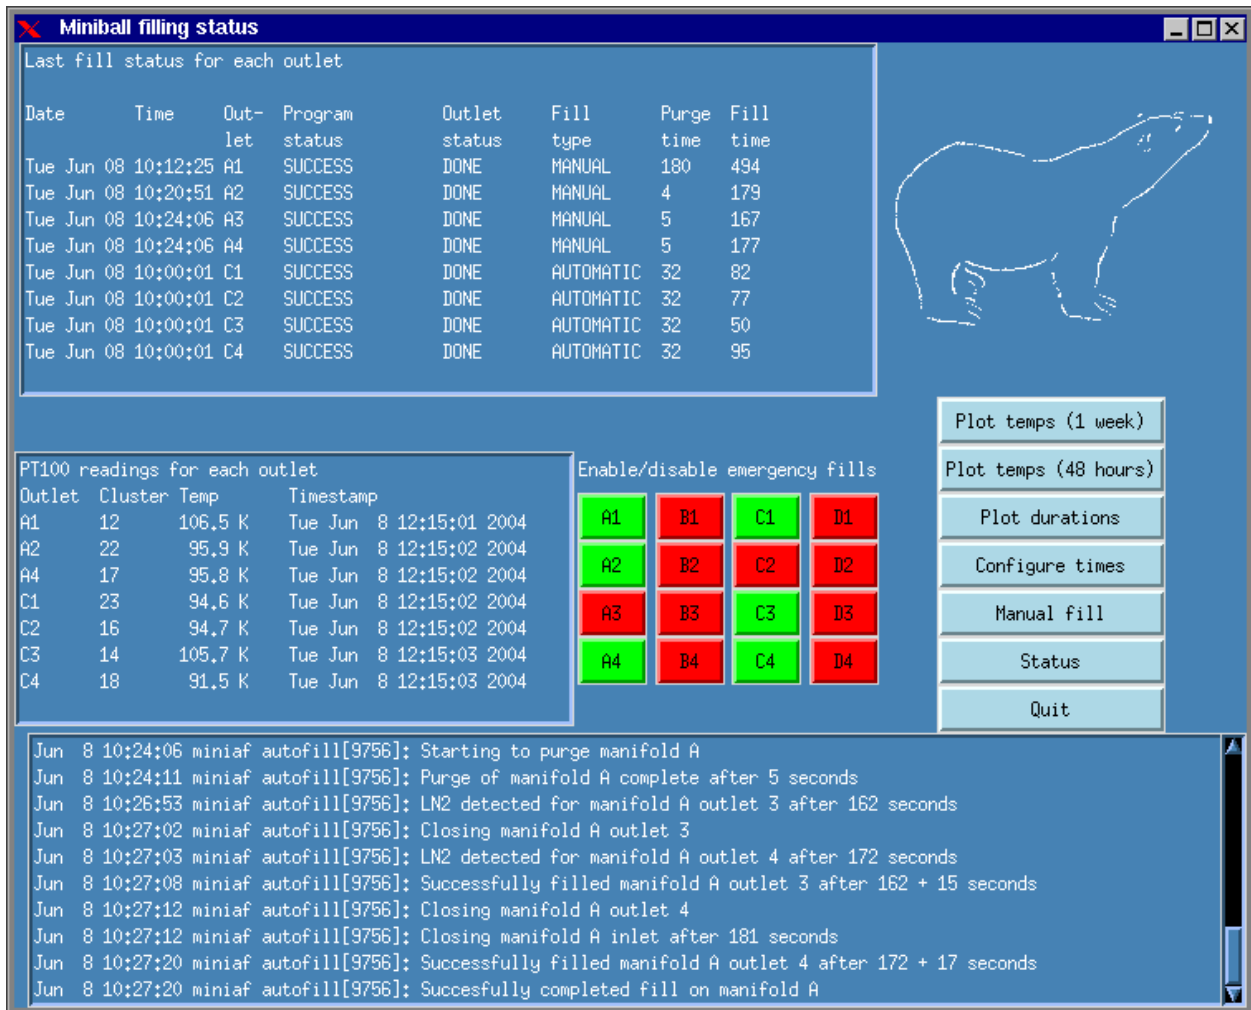 Miniball filling status
Last fill status for each outlet
Date Time Out- Program Outlet Fill Purge Fill
let status status type time time
Tue Jun 08 10:12:25 A1 SUCCESS DONE MANUAL 180 494
Tue Jun 08 10:20:51 A2 SUCCESS DONE MANUAL 4 179
Tue Jun 08 10:24:06 A3 SUCCESS DONE MANUAL 5 167
Tue Jun 08 10:24:06 A4 SUCCESS DONE MANUAL 5 177
Tue Jun 08 10:00:01 C1 SUCCESS DONE AUTOMATIC 32 82
Tue Jun 08 10:00:01 C2 SUCCESS DONE AUTOMATIC 32 77
Tue Jun 08 10:00:01 C3 SUCCESS DONE AUTOMATIC 32 50
Tue Jun 08 10:00:01 C4 SUCCESS DONE AUTOMATIC 32 95
PT100 readings for each outlet
Outlet Cluster Temp Timestamp
A1 12 106.5 K Tue Jun 8 12:15:01 2004
A2 22 95.9 K Tue Jun 8 12:15:02 2004
A4 17 95.8 K Tue Jun 8 12:15:02 2004
C1 23 94.6 K Tue Jun 8 12:15:02 2004
C2 16 94.7 K Tue Jun 8 12:15:02 2004
C3 14 105.7 K Tue Jun 8 12:15:03 2004
C4 18 91.5 K Tue Jun 8 12:15:03 2004
Enable/disable emergency fills
A1 B1 C1 D1
A2 B2 C2 D2
A3 B3 C3 D3
A4 B4 C4 D4
Plot temps (1 week)
Plot temps (48 hours)
Plot durations
Configure times
Manual fill
Status
Quit
Jun 8 10:24:06 miniaf autofill[9756]: Starting to purge manifold A
Jun 8 10:24:11 miniaf autofill[9756]: Purge of manifold A complete after 5 seconds
Jun 8 10:26:53 miniaf autofill[9756]: LN2 detected for manifold A outlet 3 after 162 seconds
Jun 8 10:27:02 miniaf autofill[9756]: Closing manifold A outlet 3
Jun 8 10:27:03 miniaf autofill[9756]: LN2 detected for manifold A outlet 4 after 172 seconds
Jun 8 10:27:08 miniaf autofill[9756]: Successfully filled manifold A outlet 3 after 162 + 15 seconds
Jun 8 10:27:12 miniaf autofill[9756]: Closing manifold A outlet 4
Jun 8 10:27:12 miniaf autofill[9756]: Closing manifold A inlet after 181 seconds
Jun 8 10:27:20 miniaf autofill[9756]: Successfully filled manifold A outlet 4 after 172 + 17 seconds
Jun 8 10:27:20 miniaf autofill[9756]: Succesfully completed fill on manifold A